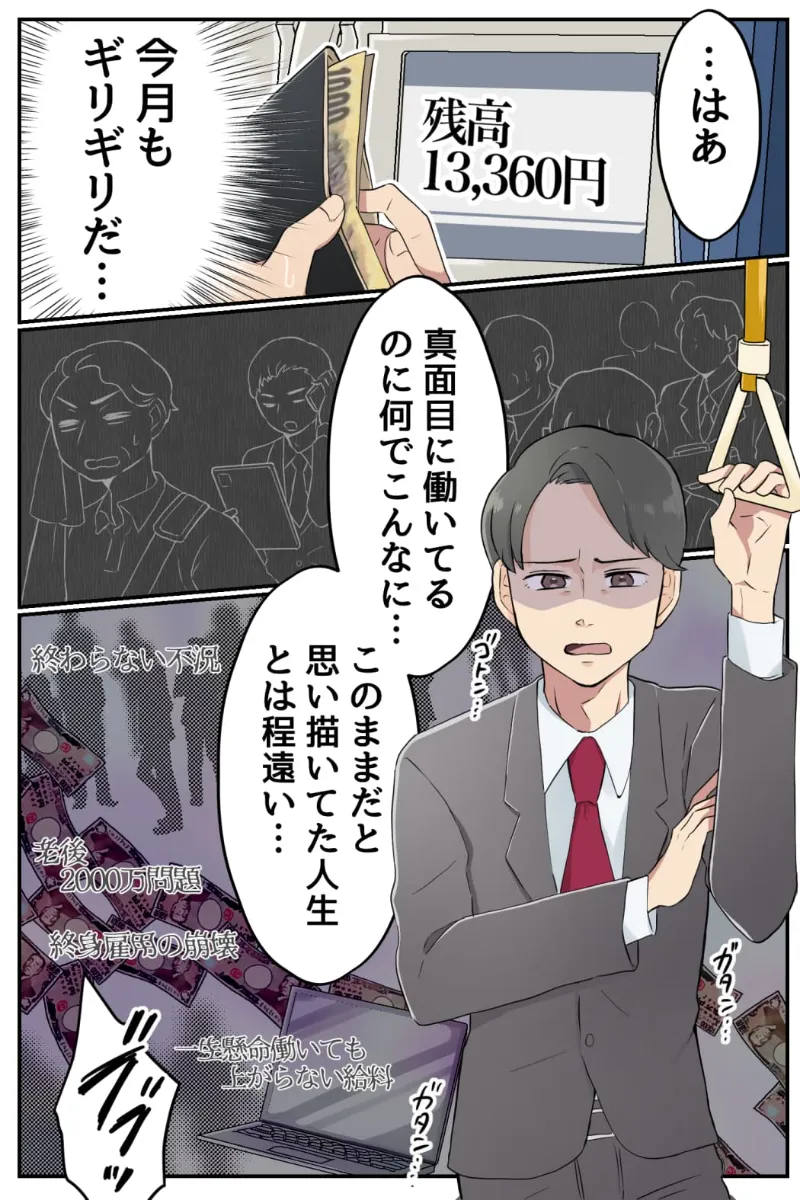 …はあ
残高
13,360円
1000
今月も
ギリギリだ…
真面目に働いてる
のに何でこんなに…
このままだと
思い描いてた人生
とは程遠い…
ゴトン…
終わらない不況
老後
2000万問題
終身雇用の崩壊
一生懸命働いても
上がらない給料
ガタン…
ガタン…
ブブッ